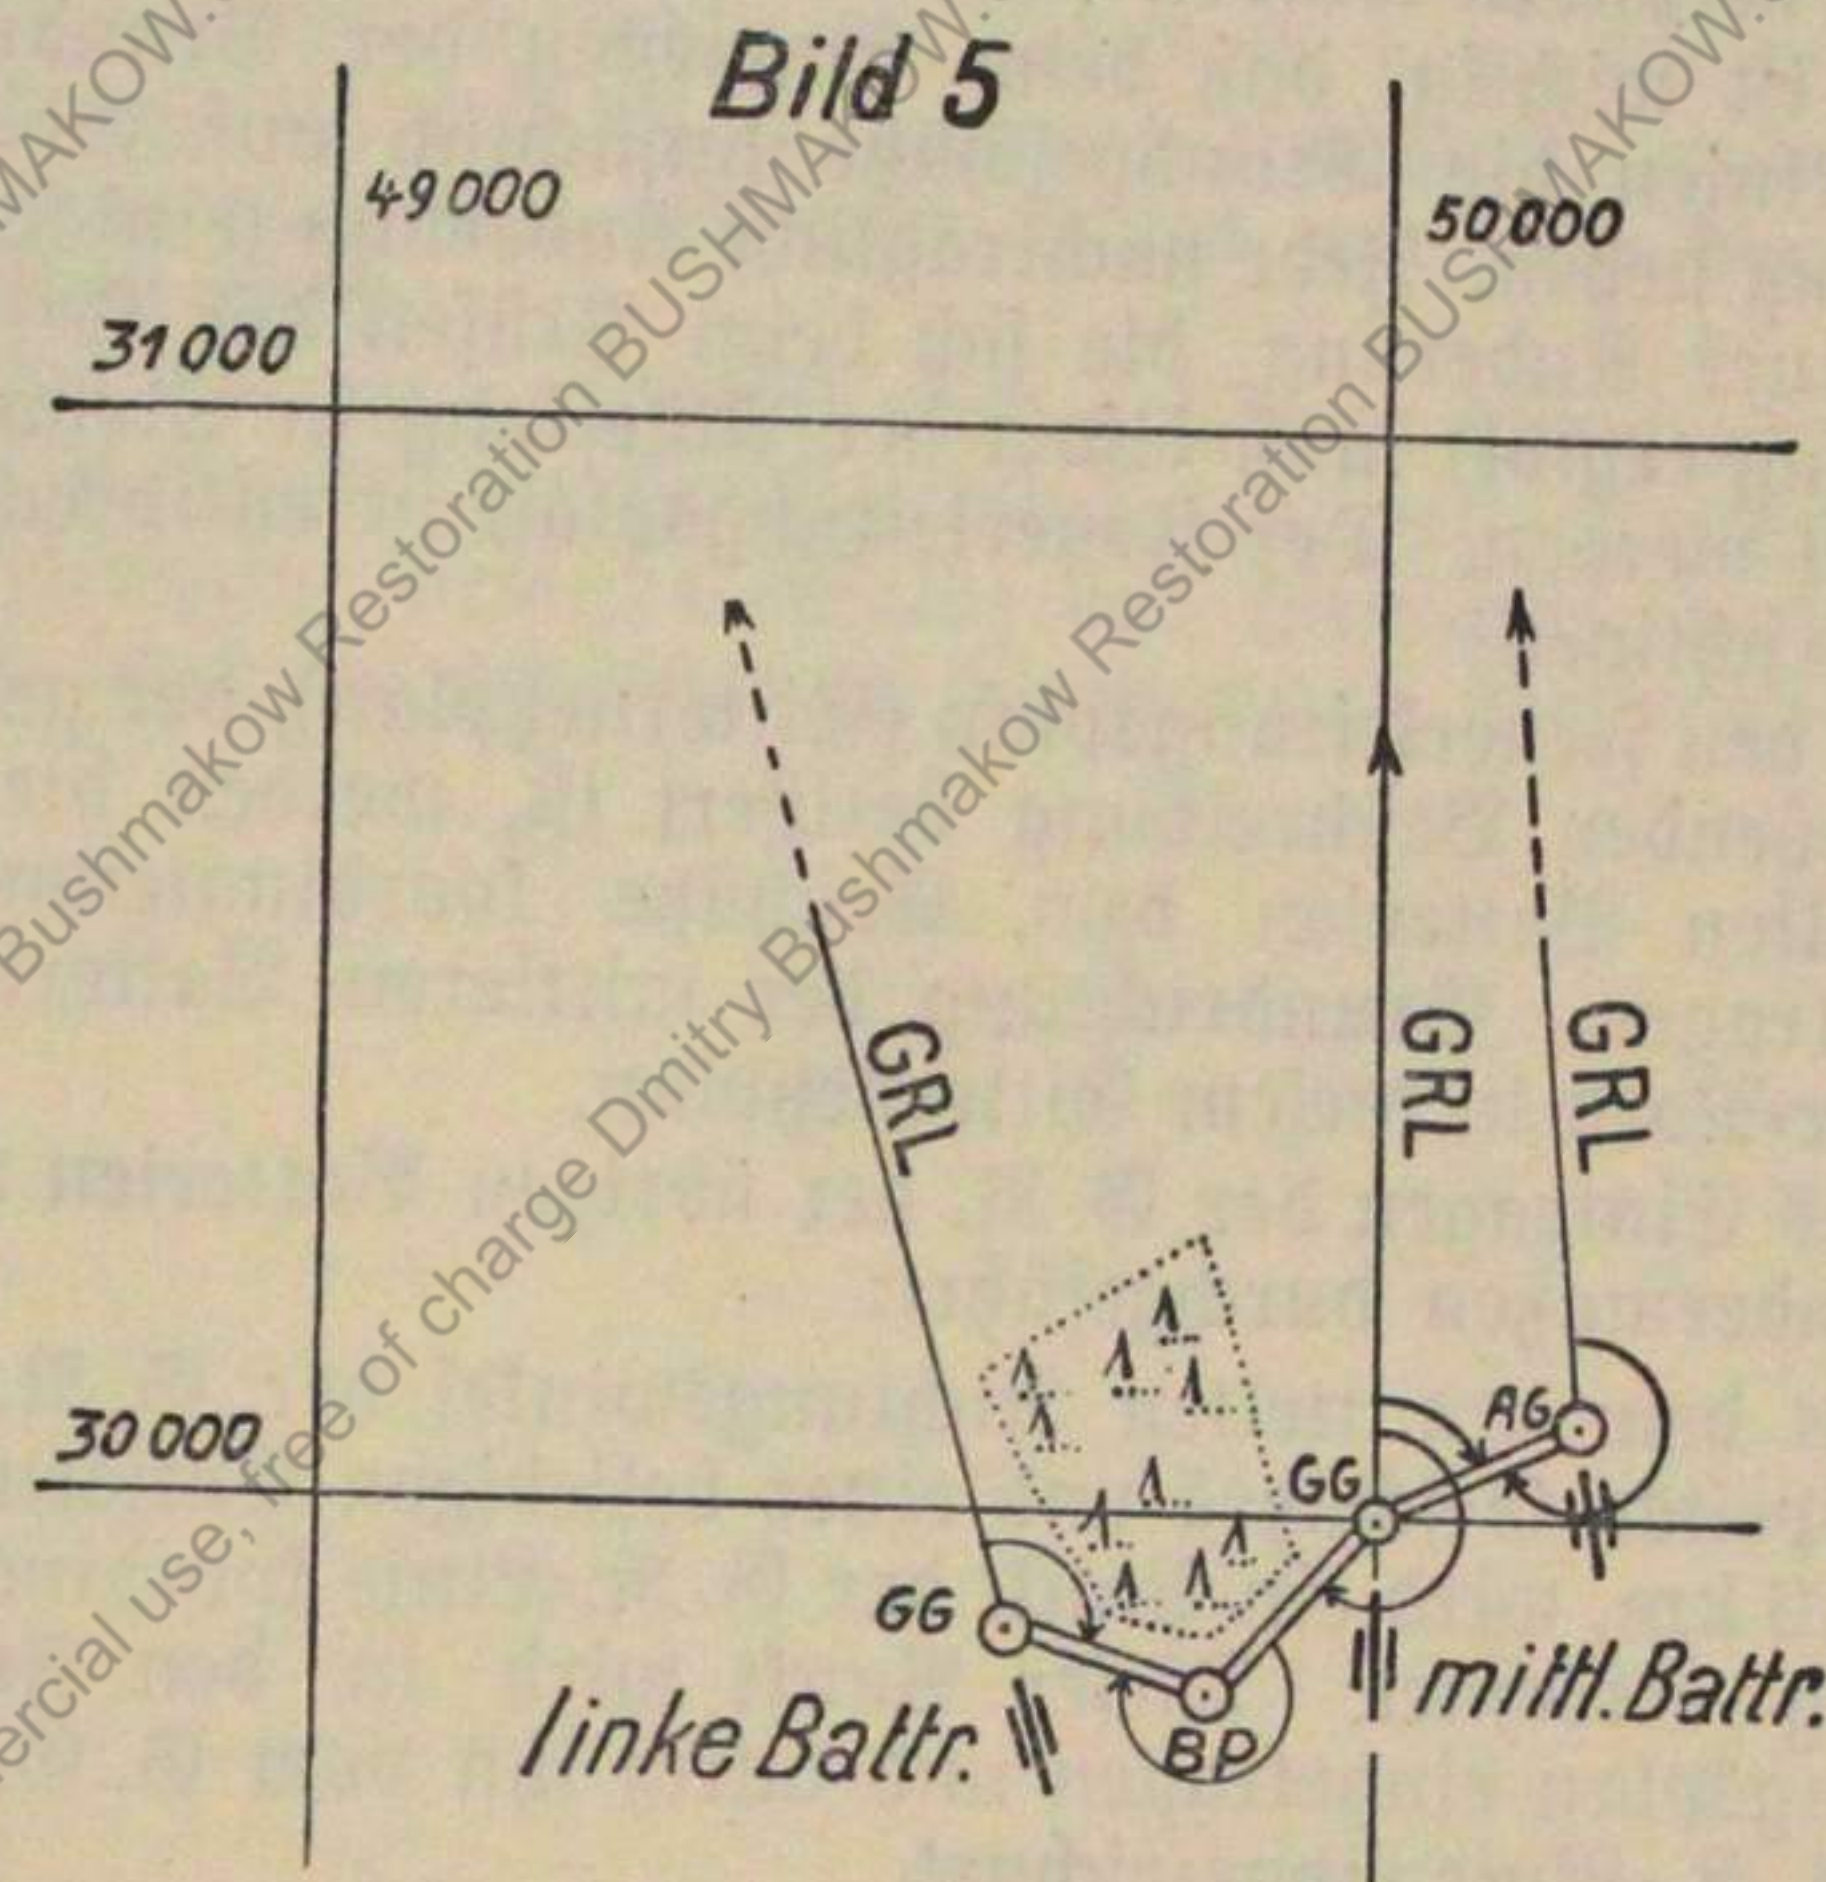 Bild 5
49000
50000
31000
GRL
GRL
GRL
AG
30000
GG
GG
BP
linke Battr.
mittl. Battr.
Bushmakow Restoration BUSHMAKOW.
free of charge Dmitry Bushmakow Restoration BUSHMAKOW.